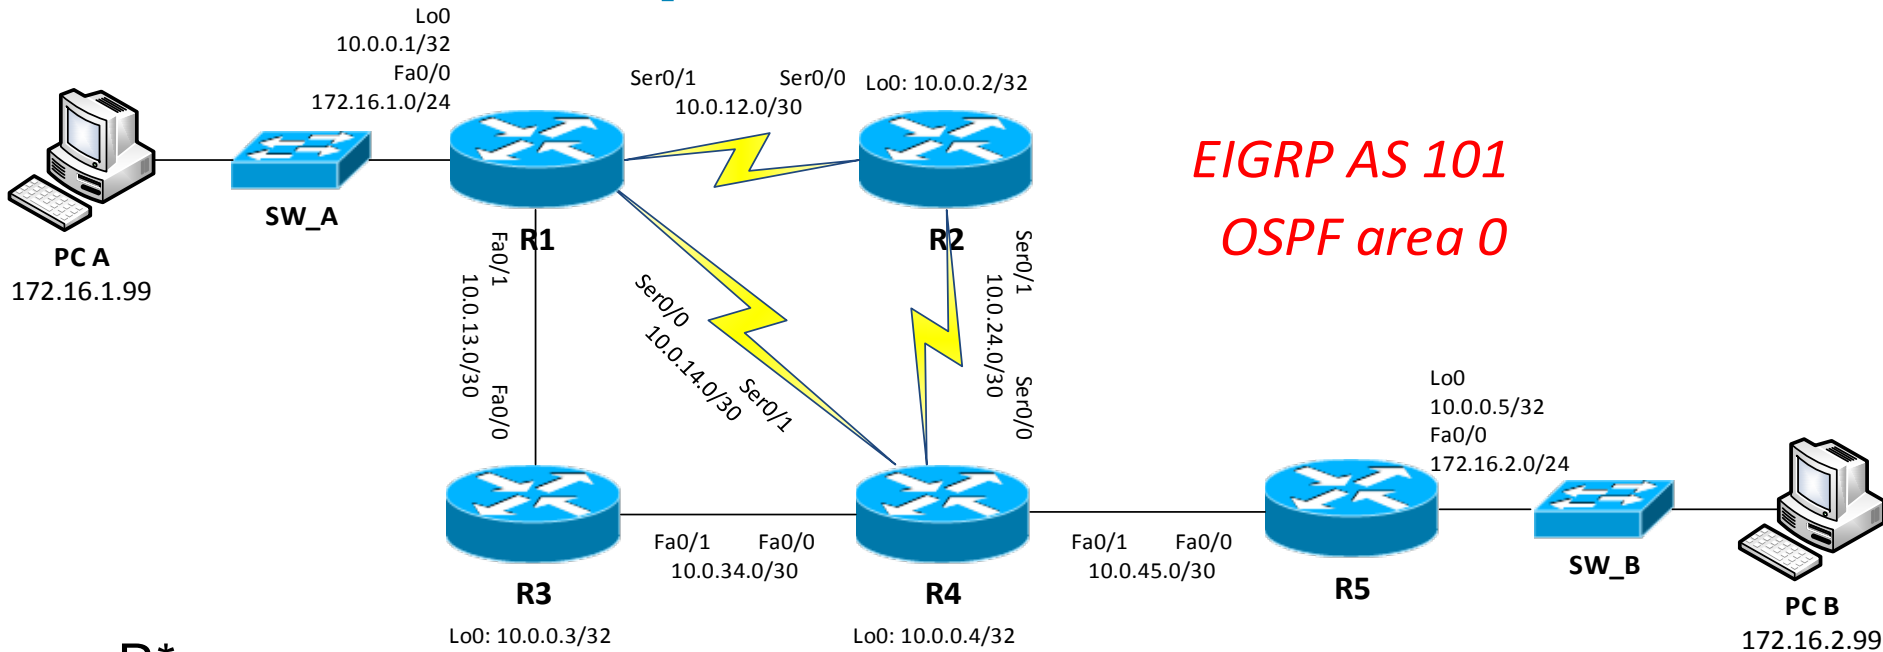 Lo0
10.0.0.1/32
Fa0/0
172.16.1.0/24
Ser0/1
Ser0/0
10.0.12.0/30
Lo0: 10.0.0.2/32
EIGRP AS 101
OSPF area 0
PC A
172.16.1.99
SW_A
R1
R2
Fa0/1
10.0.13.0/30
Fa0/0
Ser0/0
10.0.14.0/30
Ser0/1
Ser0/1
10.0.24.0/30
Ser0/0
Lo0
10.0.0.5/32
Fa0/0
172.16.2.0/24
Fa0/1
Fa0/0
10.0.34.0/30
Fa0/1
Fa0/0
10.0.45.0/30
R3
Lo0: 10.0.0.3/32
R4
Lo0: 10.0.0.4/32
R5
SW_B
PC B
172.16.2.99